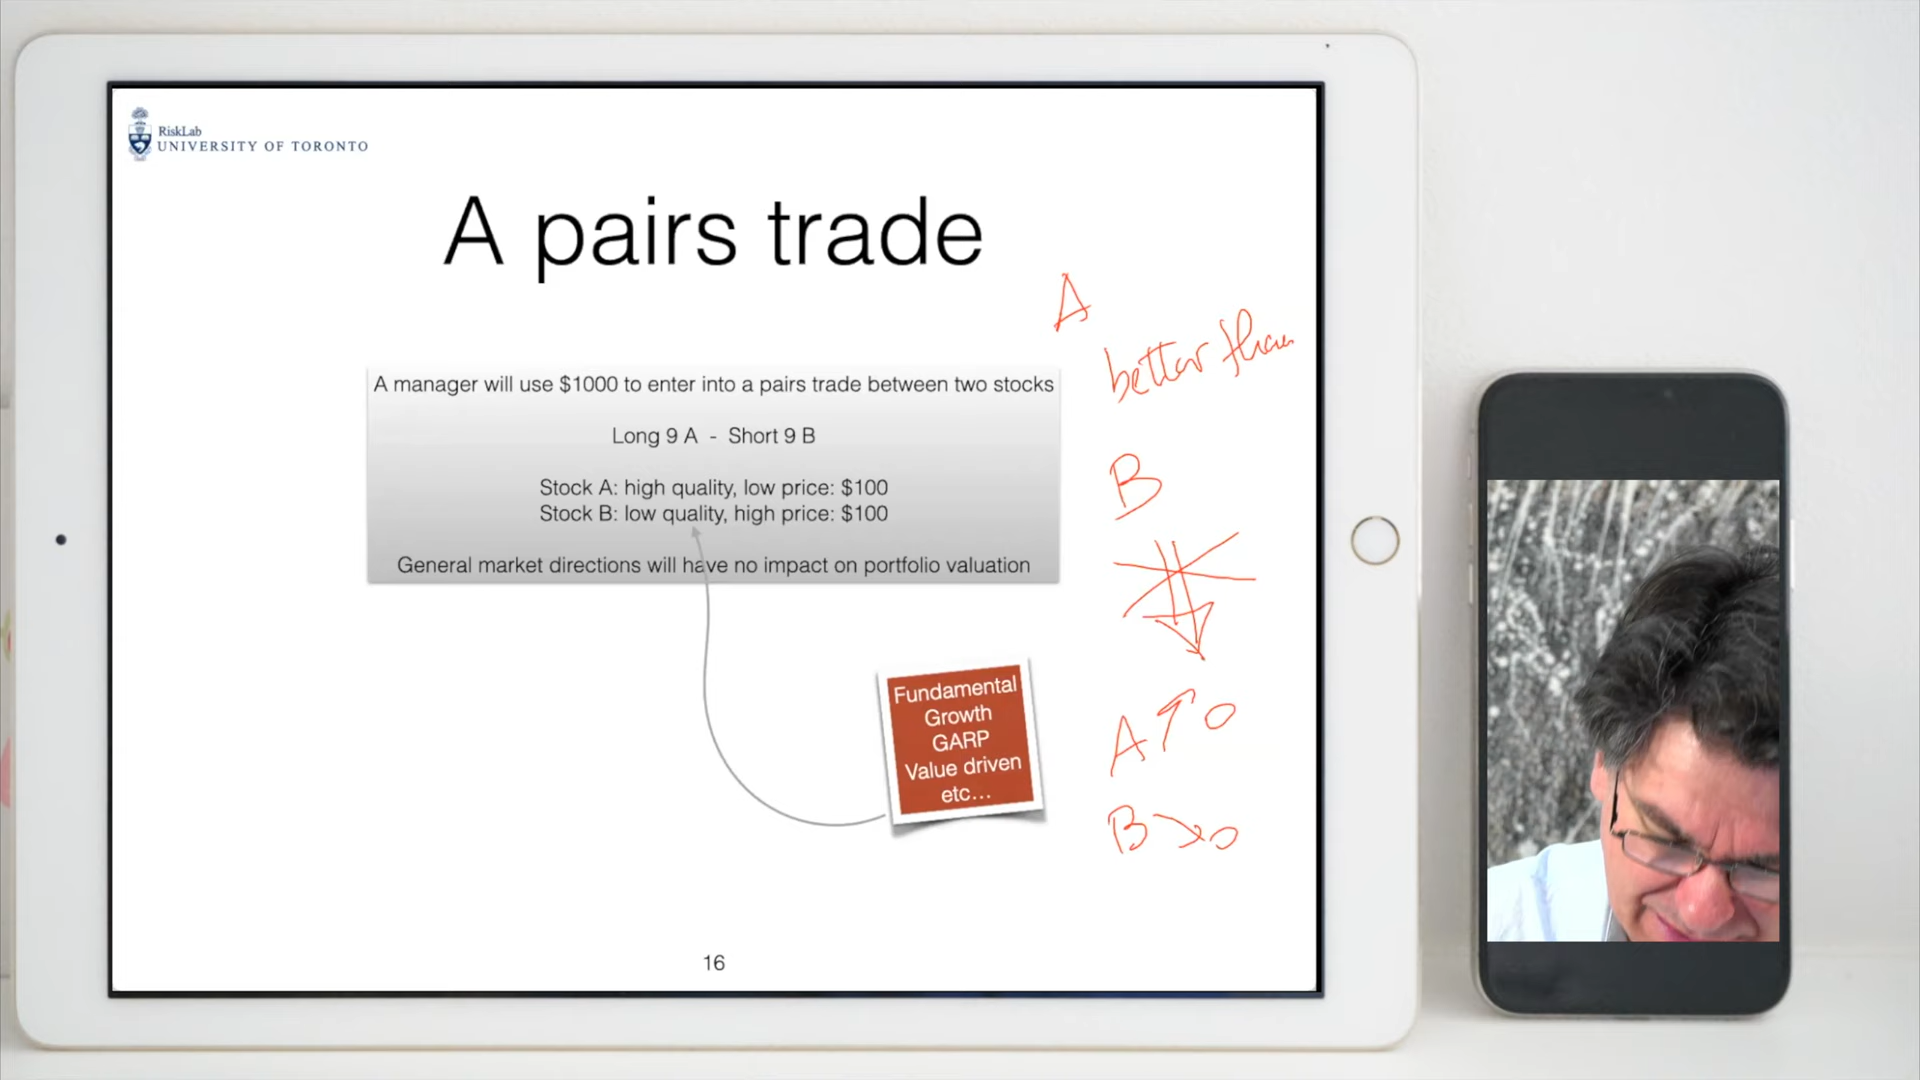 RiskLab
UNIVERSITY OF TORONTO
A pairs trade
A manager will use $1000 to enter into a pairs trade between two stocks
Long 9 A - Short 9 B
Stock A: high quality, low price: $100
Stock B: low quality, high price: $100
General market directions will have no impact on portfolio valuation
Fundamental
Growth
GARP
Value driven
etc...
A
better than
B
A ↑ 0
B ↘ 0
16